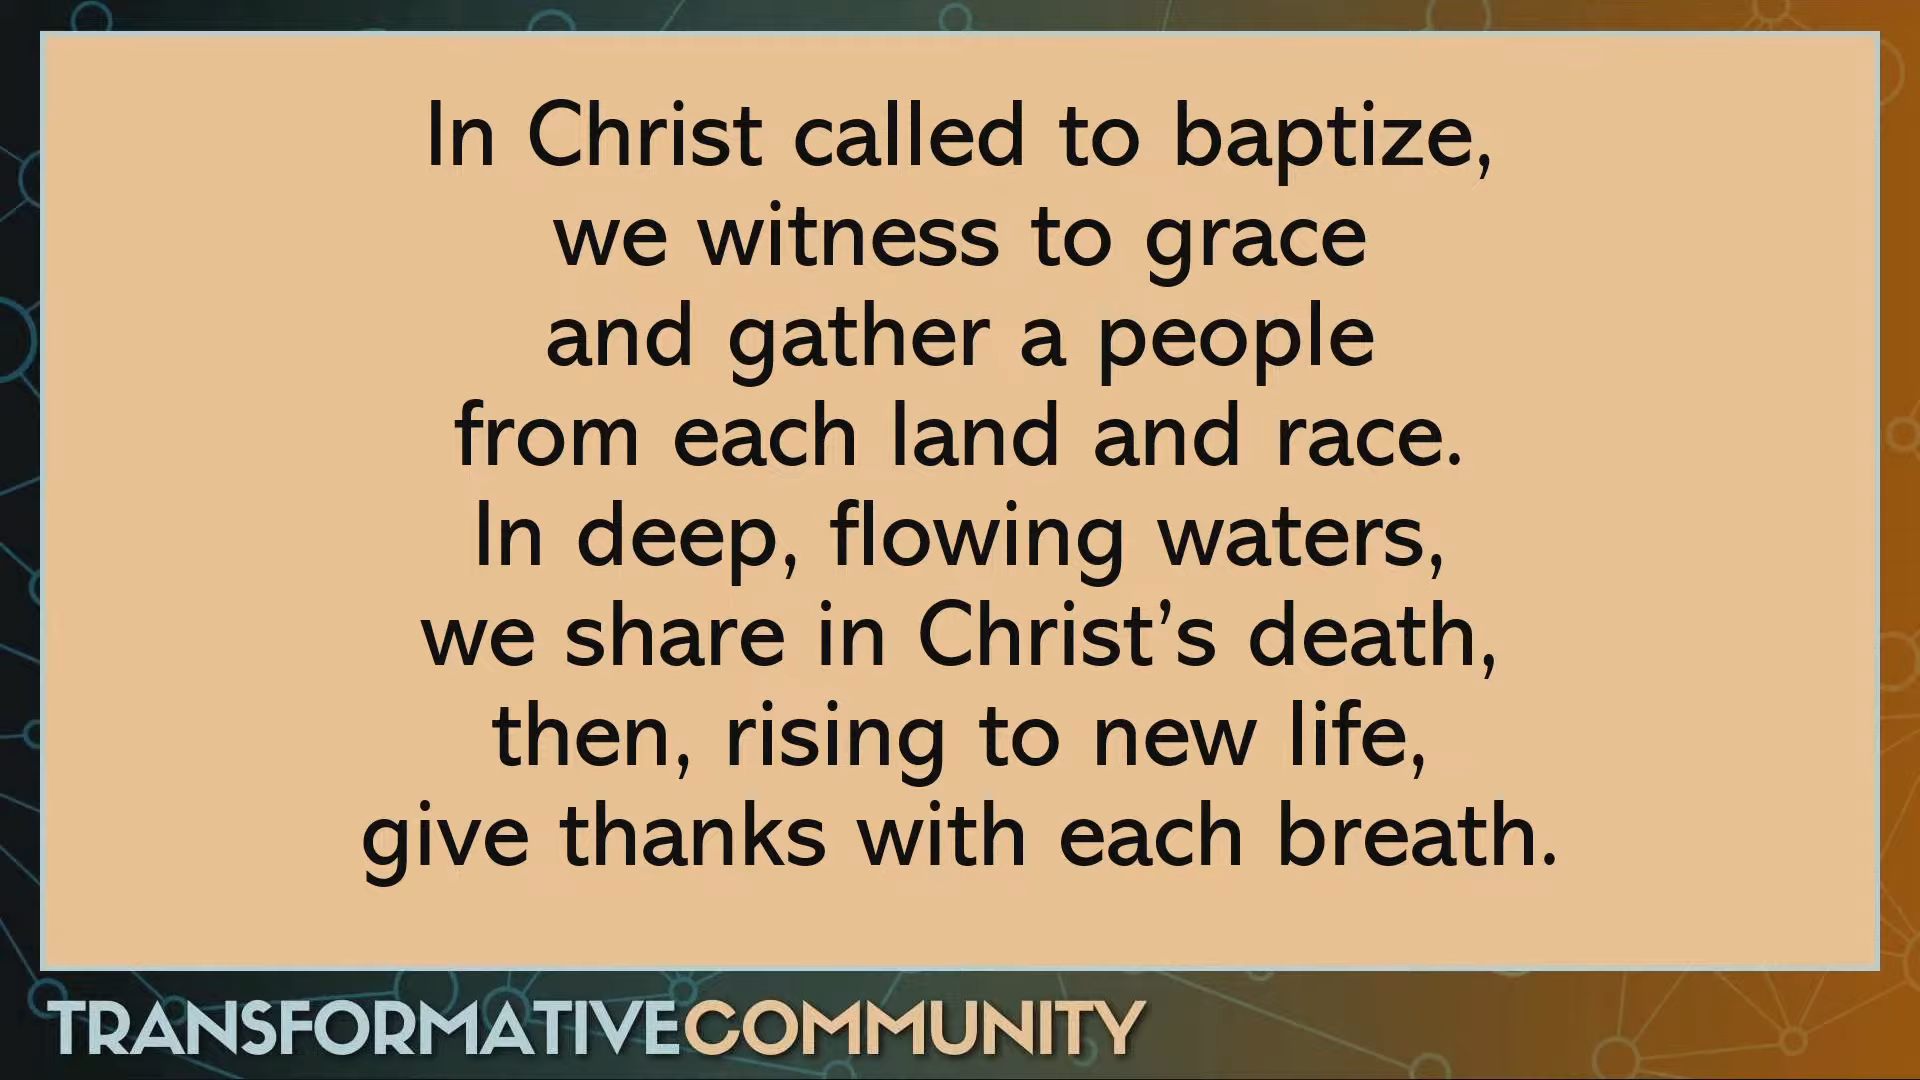 In Christ called to baptize,
we witness to grace
and gather a people
from each land and race.
In deep, flowing waters,
we share in Christ’s death,
then, rising to new life,
give thanks with each breath.
TRANSFORMATIVECOMMUNITY